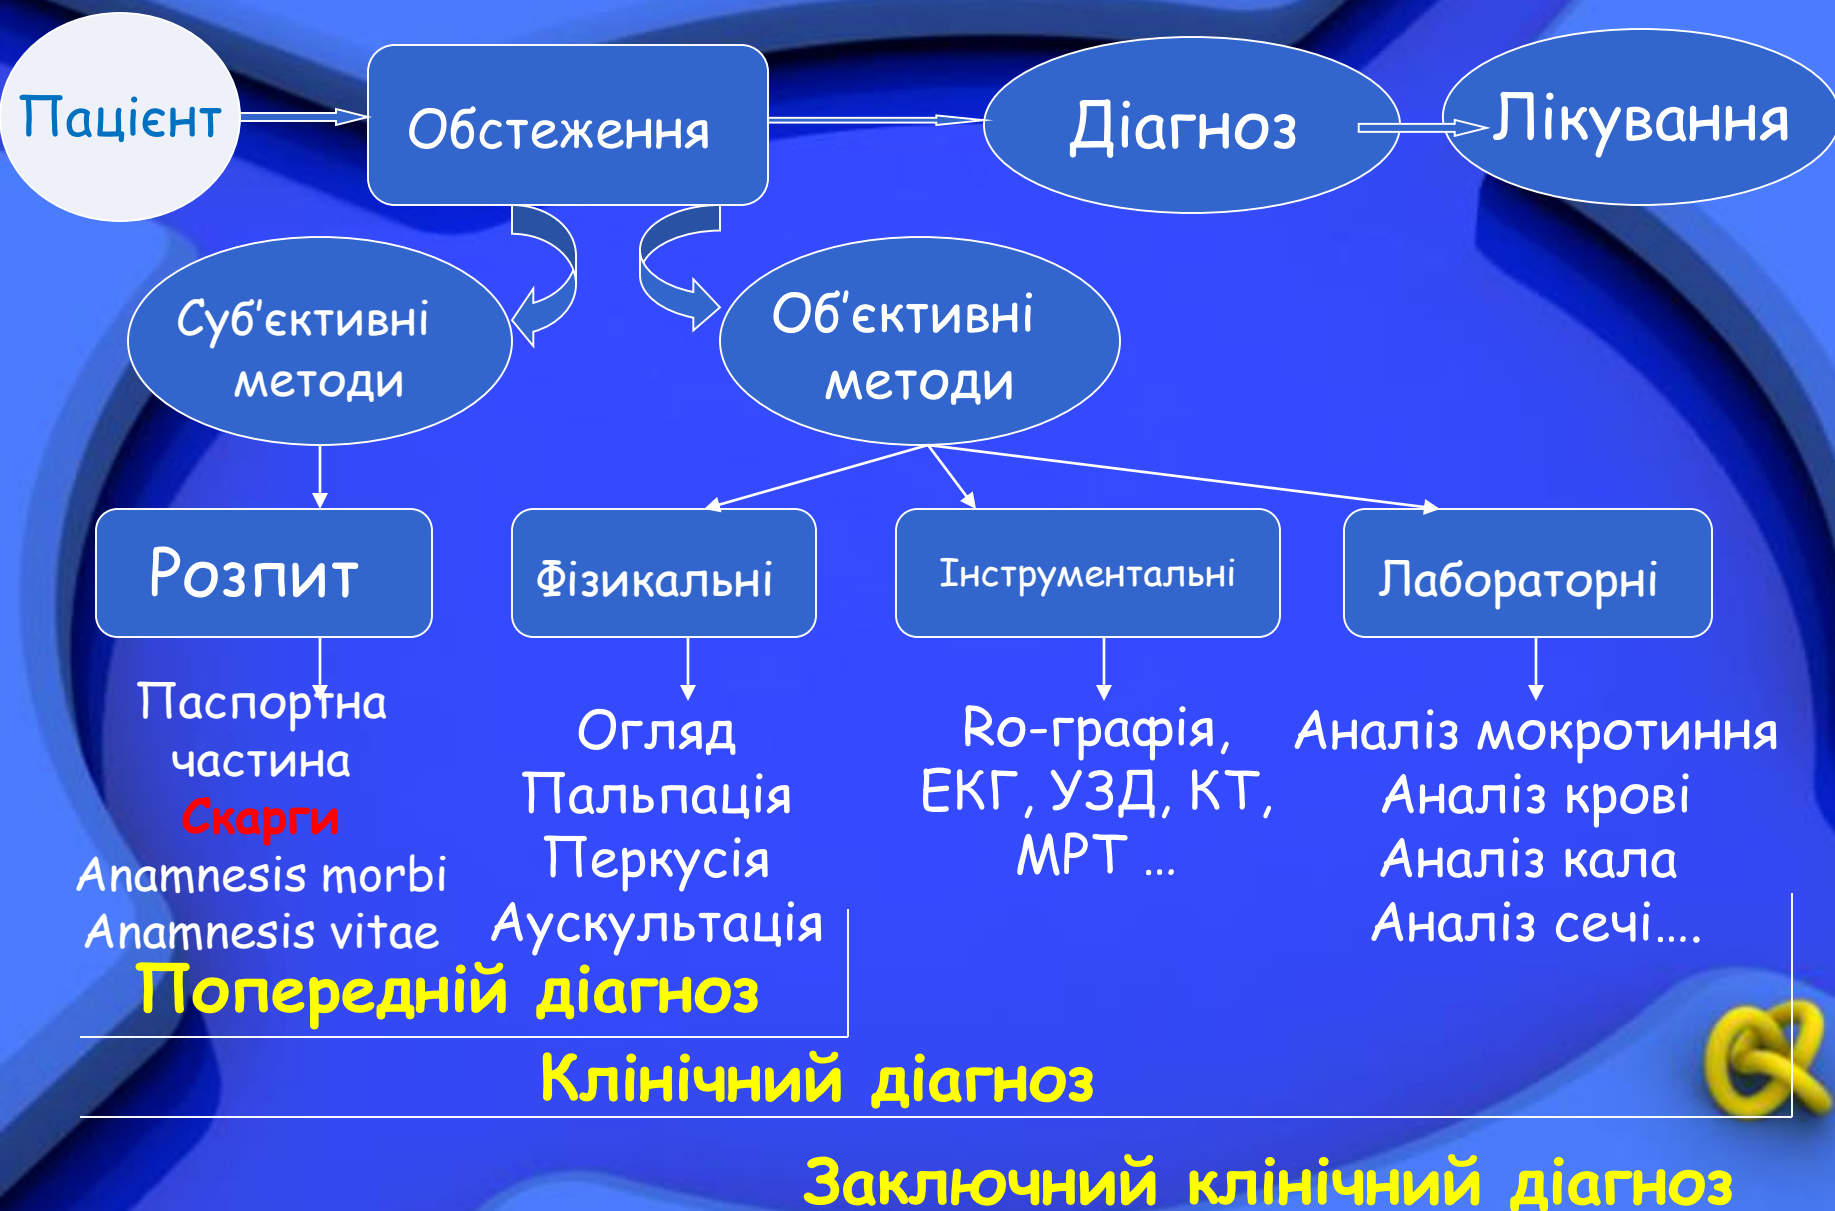 Пацієнт
Обстеження
Діагноз
Лікування
Суб’єктивні
методи
Об’єктивні
методи
Розпит
Фізикальні
Інструментальні
Лабораторні
Паспортна
частина
Скарги
Anamnesis morbi
Anamnesis vitae
Огляд
Пальпація
Перкусія
Аускультація
Ro-графія,
ЕКГ, УЗД, КТ,
МРТ ...
Аналіз мокротиння
Аналіз крові
Аналіз кала
Аналіз сечі....
Попередній діагноз
Клінічний діагноз
Заключний клінічний діагноз